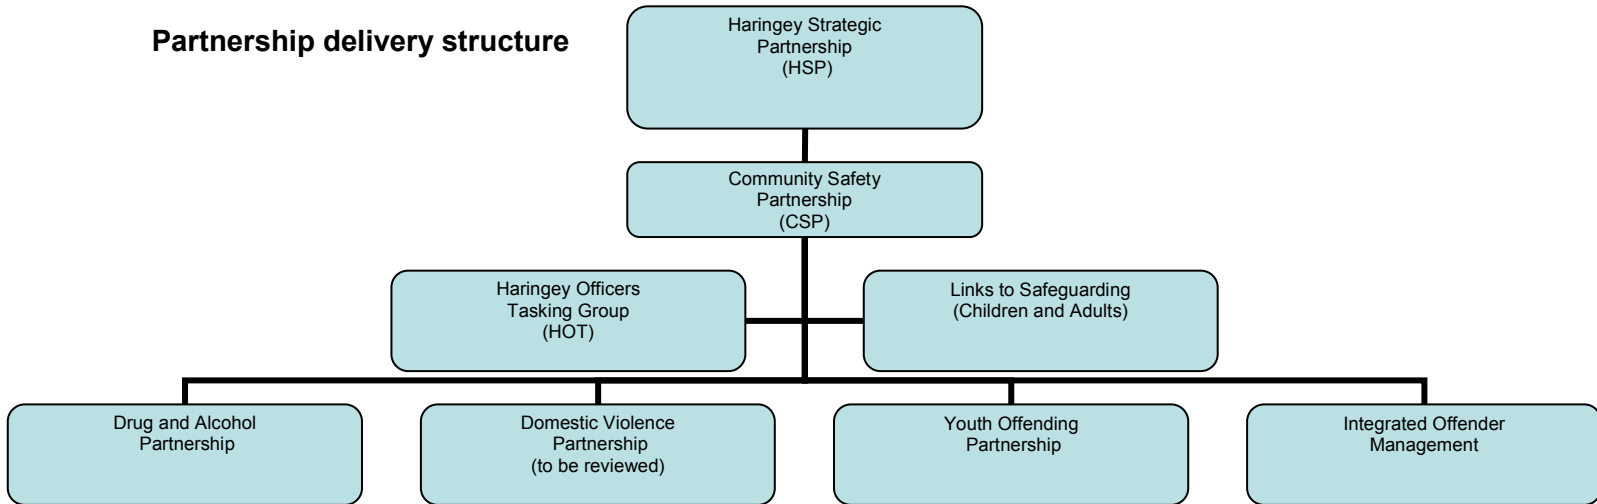 Partnership delivery structure
Haringey Strategic
Partnership
(HSP)
Community Safety
Partnership
(CSP)
Haringey Officers
Tasking Group
(HOT)
Links to Safeguarding
(Children and Adults)
Drug and Alcohol
Partnership
Domestic Violence
Partnership
(to be reviewed)
Youth Offending
Partnership
Integrated Offender
Management